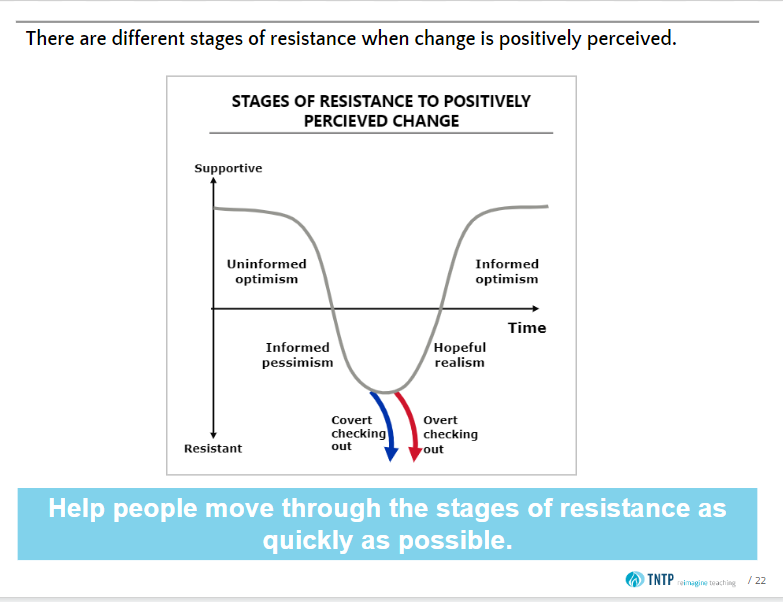 There are different stages of resistance when change is positively perceived.
STAGES OF RESISTANCE TO POSITIVELY
PERCIEVED CHANGE
Supportive
Uninformed
optimism
Informed
optimism
Time
Informed
pessimism
Hopeful
realism
Covert
checking
out
Overt
checking
out
Resistant
Help people move through the stages of resistance as
quickly as possible.
TNTP reimagine teaching / 22